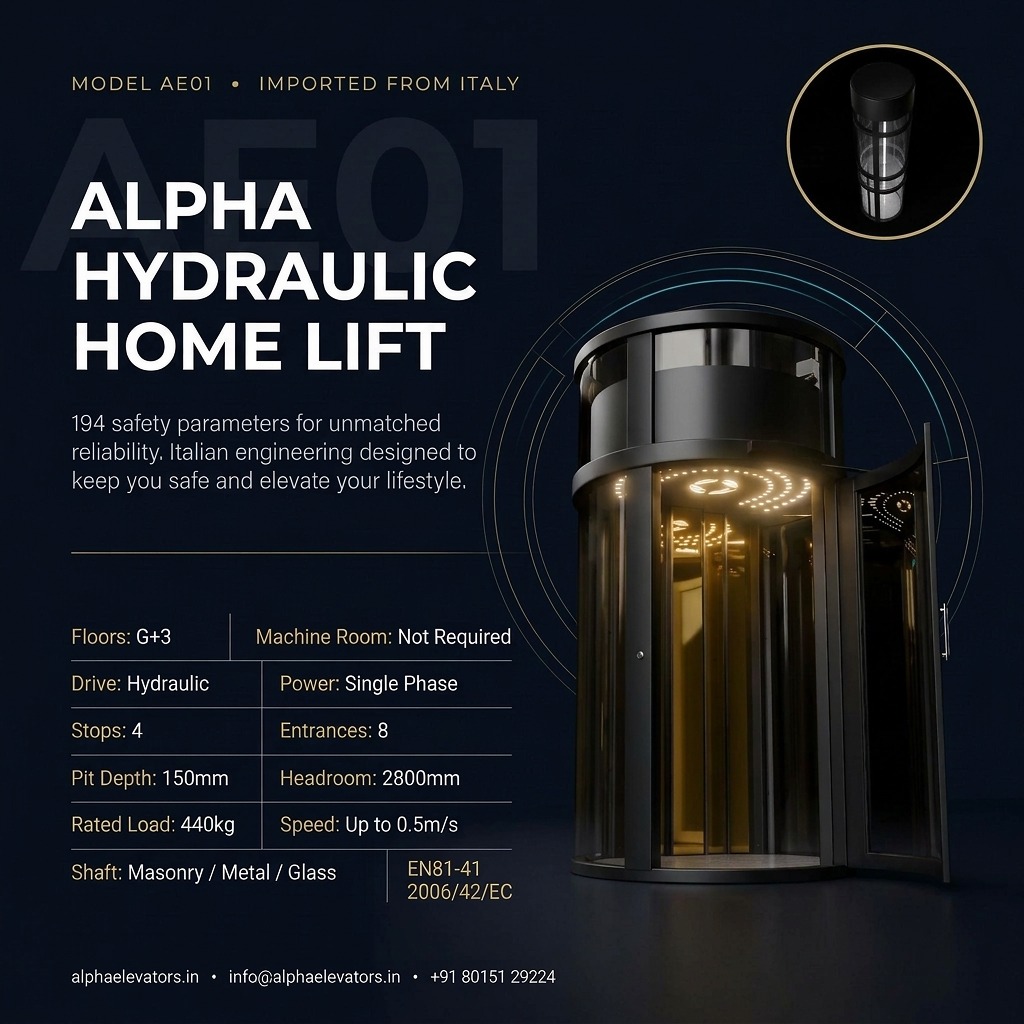 MODEL AE01 • IMPORTED FROM ITALY
AE01
ALPHA
HYDRAULIC
HOME LIFT
194 safety parameters for unmatched
reliability. Italian engineering designed to
keep you safe and elevate your lifestyle.
Floors: G+3
Machine Room: Not Required
Drive: Hydraulic
Power: Single Phase
Stops: 4
Entrances: 8
Pit Depth: 150mm
Headroom: 2800mm
Rated Load: 440kg
Speed: Up to 0.5m/s
Shaft: Masonry / Metal / Glass
EN81-41
2006/42/EC
alphaelevators.in • info@alphaelevators.in • +91 80151 29224